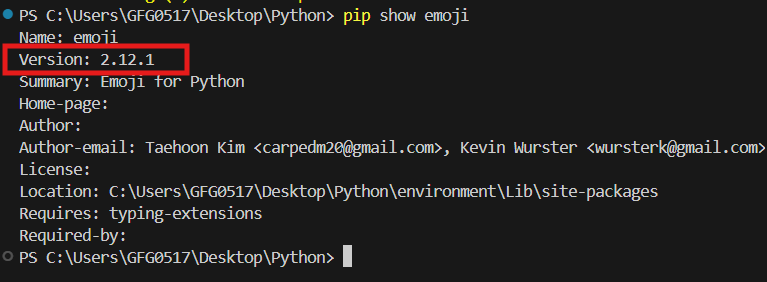 PS C:\Users\GFG0517\Desktop\Python> pip show emoji
Name: emoji
Version: 2.12.1
Summary: Emoji for Python
Home-page:
Author:
Author-email: Taehoon Kim <carpedm20@gmail.com>, Kevin Wurster <wursterk@gmail.com>
License:
Location: C:\Users\GFG0517\Desktop\Python\environment\Lib\site-packages
Requires: typing-extensions
Required-by:
PS C:\Users\GFG0517\Desktop\Python>